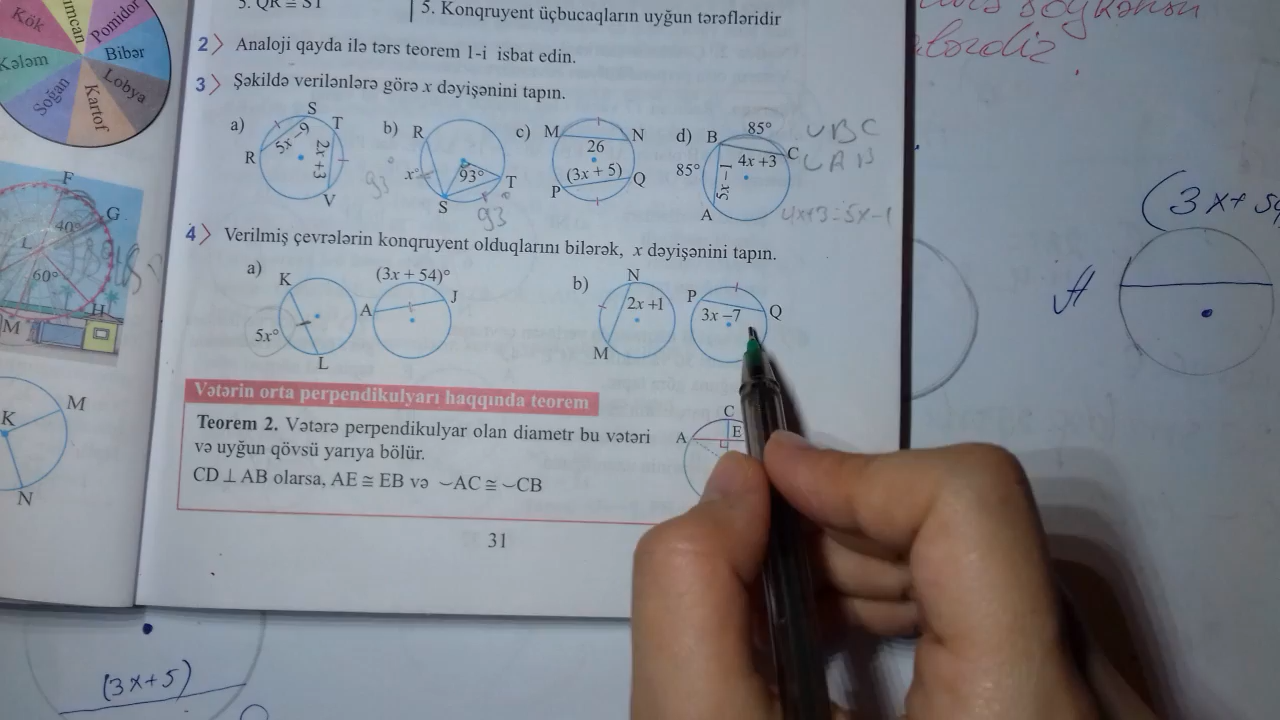 Kök
Pomidor
Kələm
Bibər
Lobya
Soğan
Kartof
5. Konqruyent üçbucaqların uyğun tərəfləridir
2> Analoji qayda ilə tərs teorem 1-i isbat edin.
3> Şəkildə verilənlərə görə x dəyişənini tapın.
a) S T R V 5x –9 2x +3
b) R S T x° 93°
93°
93
c) M N 26 (3x + 5) P Q
d) B 85° C 85° 4x +3 5x –1 A
∪BC
∪AB
4x+3=5x-1
4> Verilmiş çevrələrin konqruyent olduqlarını bilərək, x dəyişənini tapın.
a) K 5x° L (3x + 54)° A J
b) N 2x +1 M P 3x –7 Q
Vətərin orta perpendikulyarı haqqında teorem
Teorem 2. Vətərə perpendikulyar olan diametr bu vətəri
və uyğun qövsü yarıya bölür.
CD ⊥ AB olarsa, AE ≅ EB və ⌣AC ≅ ⌣CB
C
A E
31
F
G
40°
L
60°
H
M
K M
N
(3x+5)
(3x+5
A